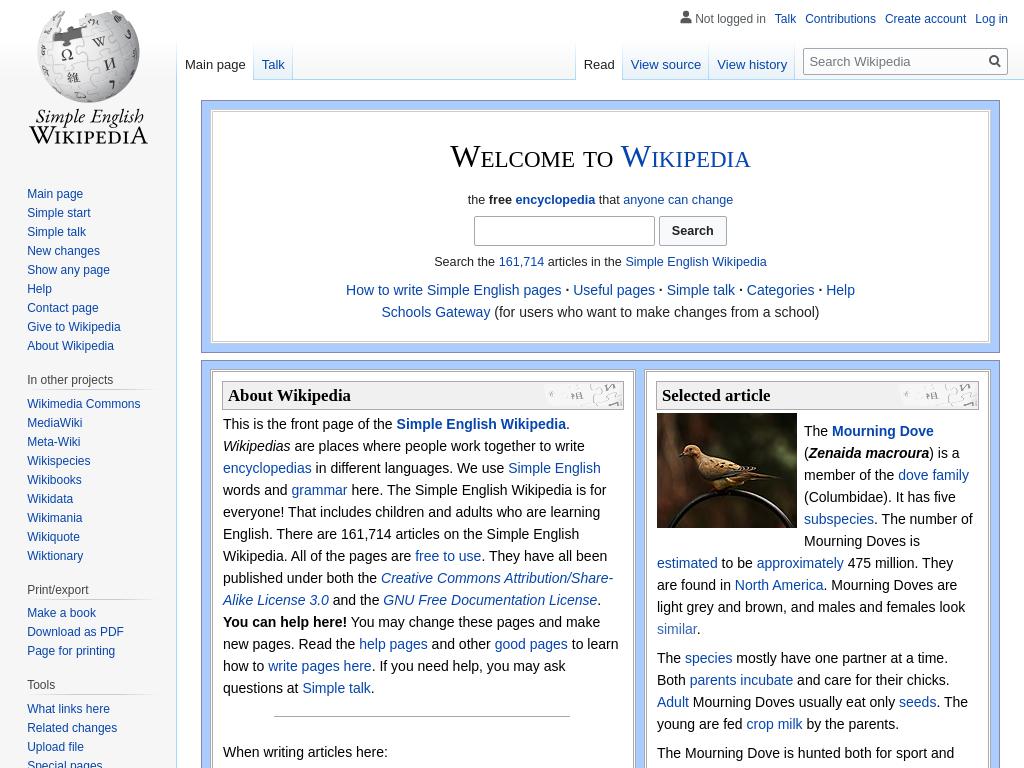 Not logged in Talk Contributions Create account Log in
Main page Talk Read View source View history Search Wikipedia
Simple English
WIKIPEDIA
Main page
Simple start
Simple talk
New changes
Show any page
Help
Contact page
Give to Wikipedia
About Wikipedia
In other projects
Wikimedia Commons
MediaWiki
Meta-Wiki
Wikispecies
Wikibooks
Wikidata
Wikimania
Wikiquote
Wiktionary
Print/export
Make a book
Download as PDF
Page for printing
Tools
What links here
Related changes
Upload file
Special pages
WELCOME TO WIKIPEDIA
the free encyclopedia that anyone can change
Search
Search the 161,714 articles in the Simple English Wikipedia
How to write Simple English pages · Useful pages · Simple talk · Categories · Help
Schools Gateway (for users who want to make changes from a school)
About Wikipedia
This is the front page of the Simple English Wikipedia.
Wikipedias are places where people work together to write
encyclopedias in different languages. We use Simple English
words and grammar here. The Simple English Wikipedia is for
everyone! That includes children and adults who are learning
English. There are 161,714 articles on the Simple English
Wikipedia. All of the pages are free to use. They have all been
published under both the Creative Commons Attribution/Share-
Alike License 3.0 and the GNU Free Documentation License.
You can help here! You may change these pages and make
new pages. Read the help pages and other good pages to learn
how to write pages here. If you need help, you may ask
questions at Simple talk.
When writing articles here:
Selected article
The Mourning Dove
(Zenaida macroura) is a
member of the dove family
(Columbidae). It has five
subspecies. The number of
Mourning Doves is
estimated to be approximately 475 million. They
are found in North America. Mourning Doves are
light grey and brown, and males and females look
similar.
The species mostly have one partner at a time.
Both parents incubate and care for their chicks.
Adult Mourning Doves usually eat only seeds. The
young are fed crop milk by the parents.
The Mourning Dove is hunted both for sport and